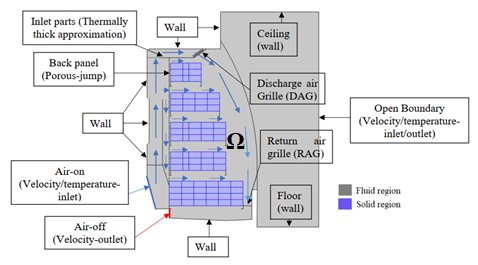 Wall
Inlet parts (Thermally
thick approximation)
Ceiling
(wall)
Back panel
(Porous-jump)
Discharge air
Grille (DAG)
Wall
Open Boundary
(Velocity/temperature-
inlet/outlet)
Ω
Return air
grille (RAG)
Air-on
(Velocity/temperature-
inlet)
Floor
(wall)
Fluid region
Solid region
Air-off
(Velocity-outlet)
Wall